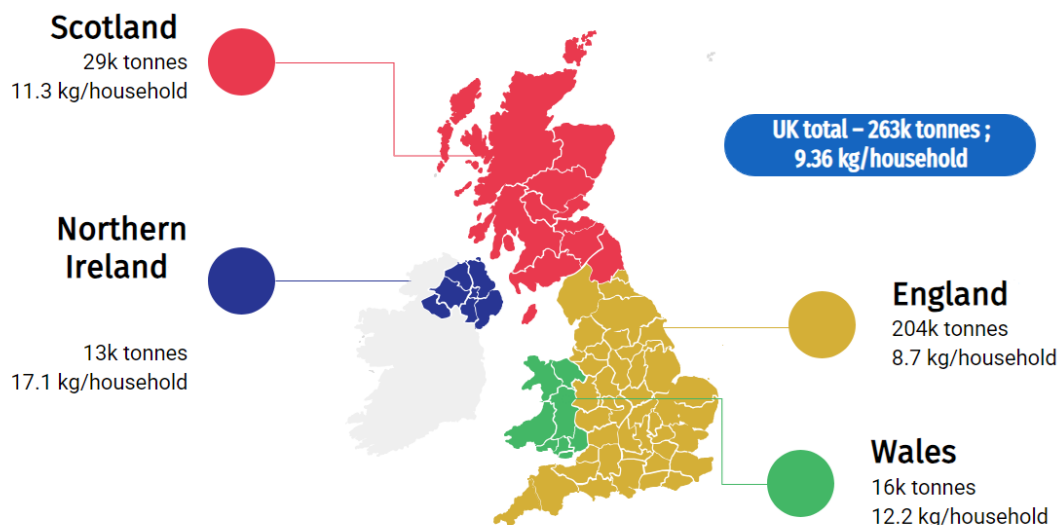 Scotland
29k tonnes
11.3 kg/household
UK total – 263k tonnes ;
9.36 kg/household
Northern
Ireland
13k tonnes
17.1 kg/household
England
204k tonnes
8.7 kg/household
Wales
16k tonnes
12.2 kg/household